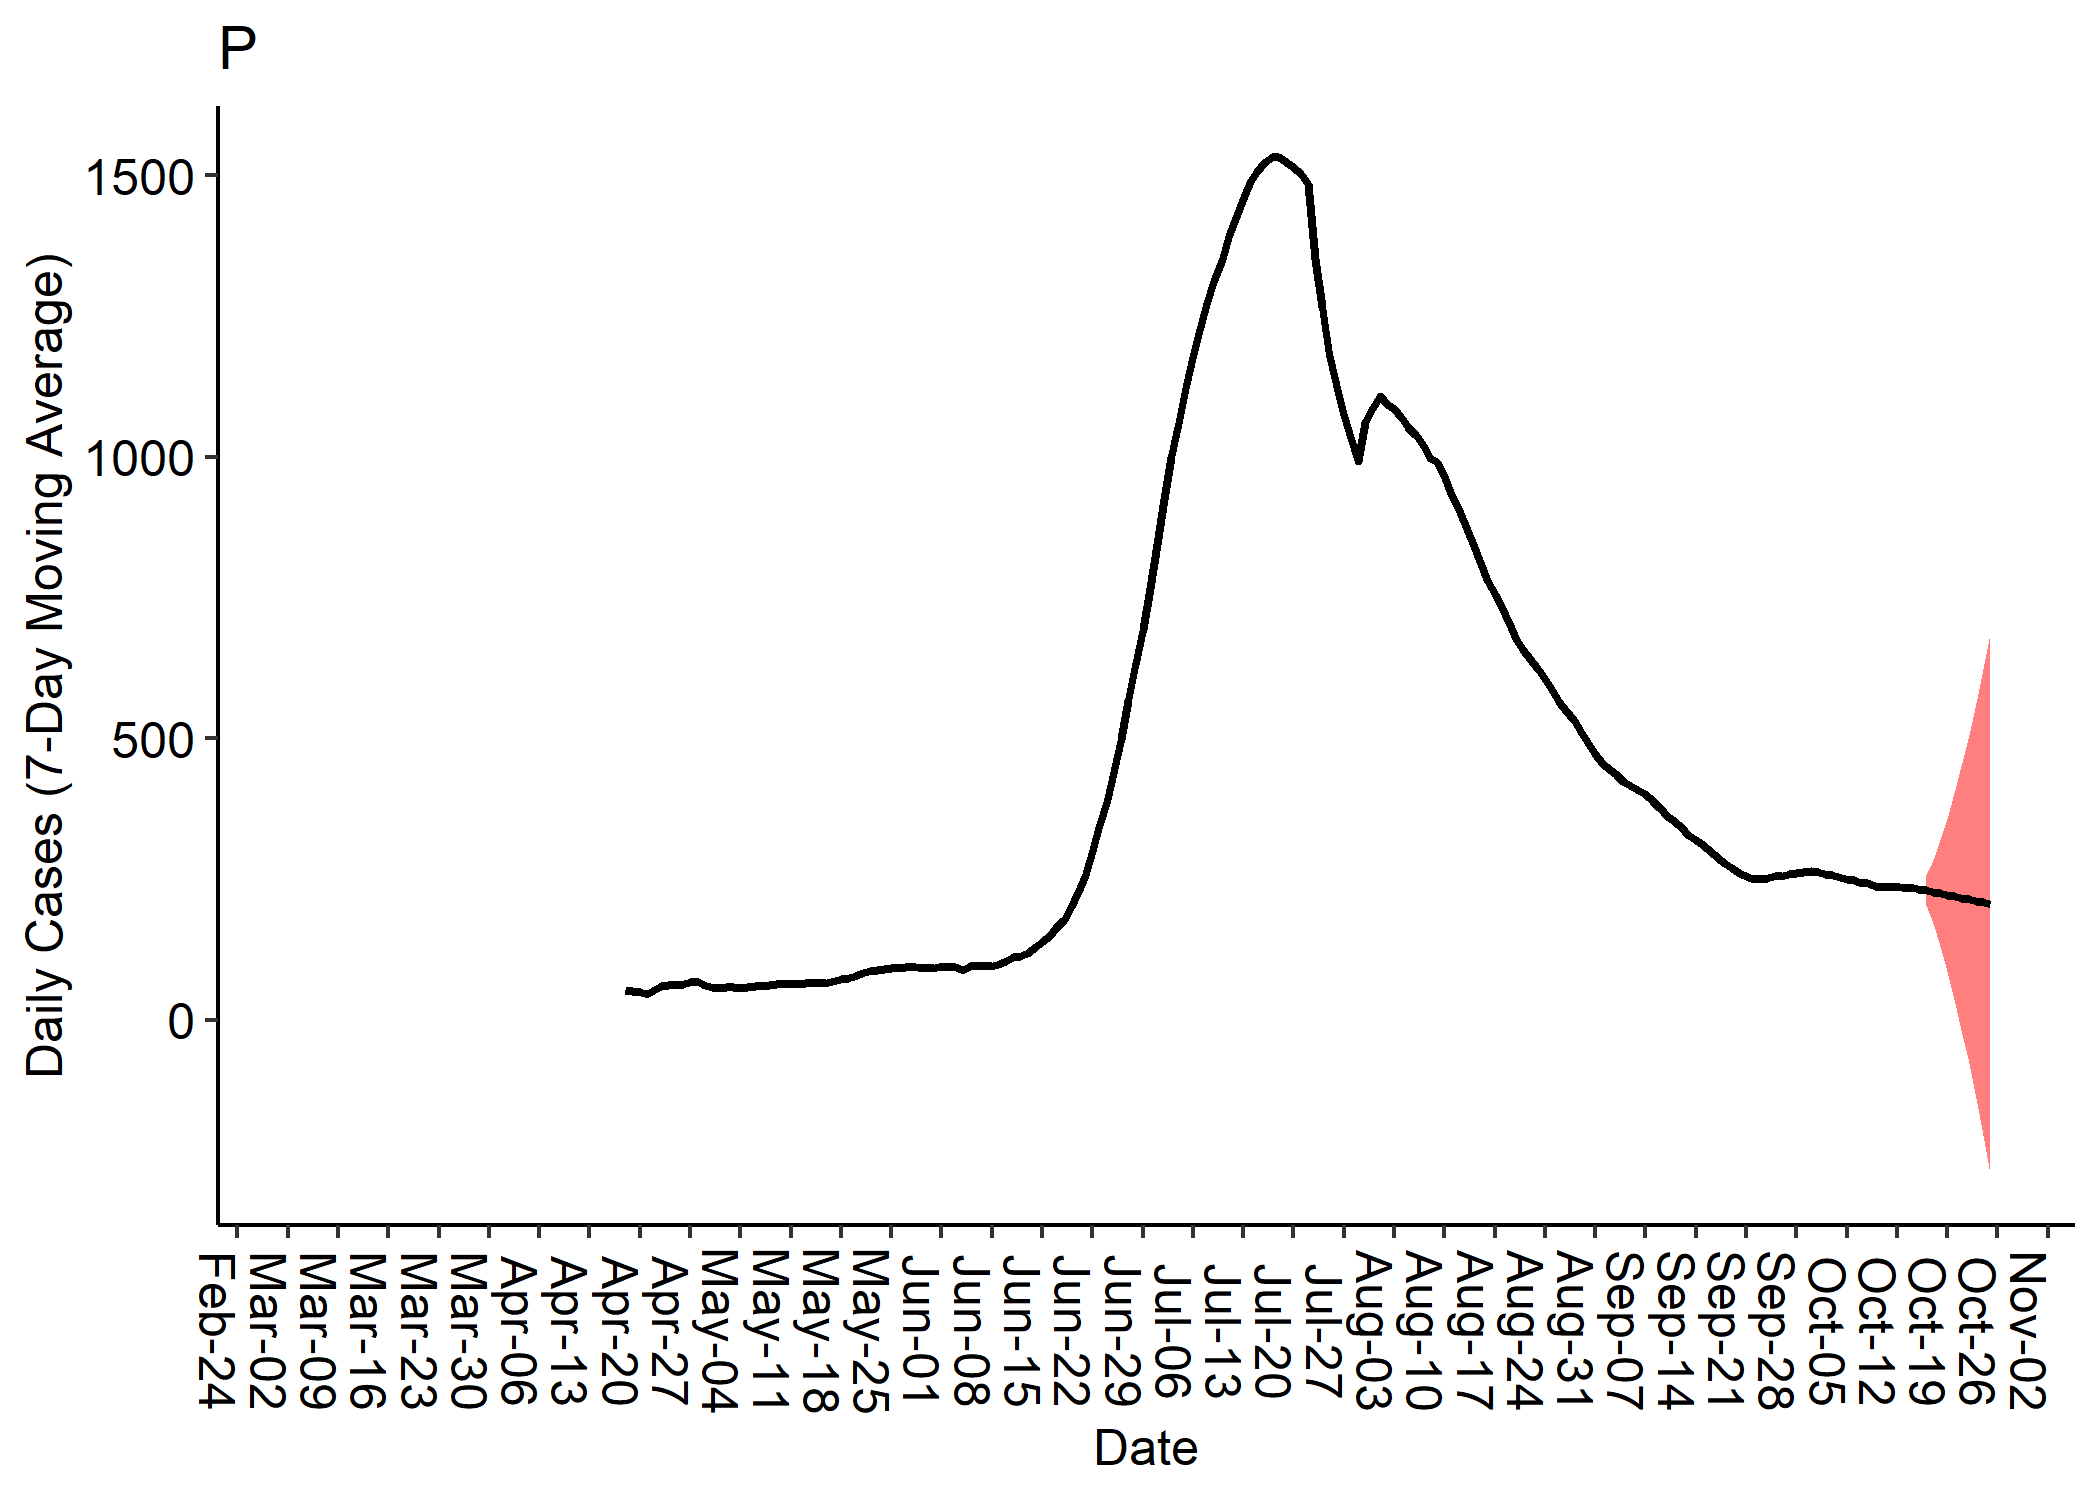 P
Daily Cases (7-Day Moving Average)
1500
1000
500
0
Feb-24
Mar-02
Mar-09
Mar-16
Mar-23
Mar-30
Apr-06
Apr-13
Apr-20
Apr-27
May-04
May-11
May-18
May-25
Jun-01
Jun-08
Jun-15
Jun-22
Jun-29
Jul-06
Jul-13
Jul-20
Jul-27
Aug-03
Aug-10
Aug-17
Aug-24
Aug-31
Sep-07
Sep-14
Sep-21
Sep-28
Oct-05
Oct-12
Oct-19
Oct-26
Nov-02
Date